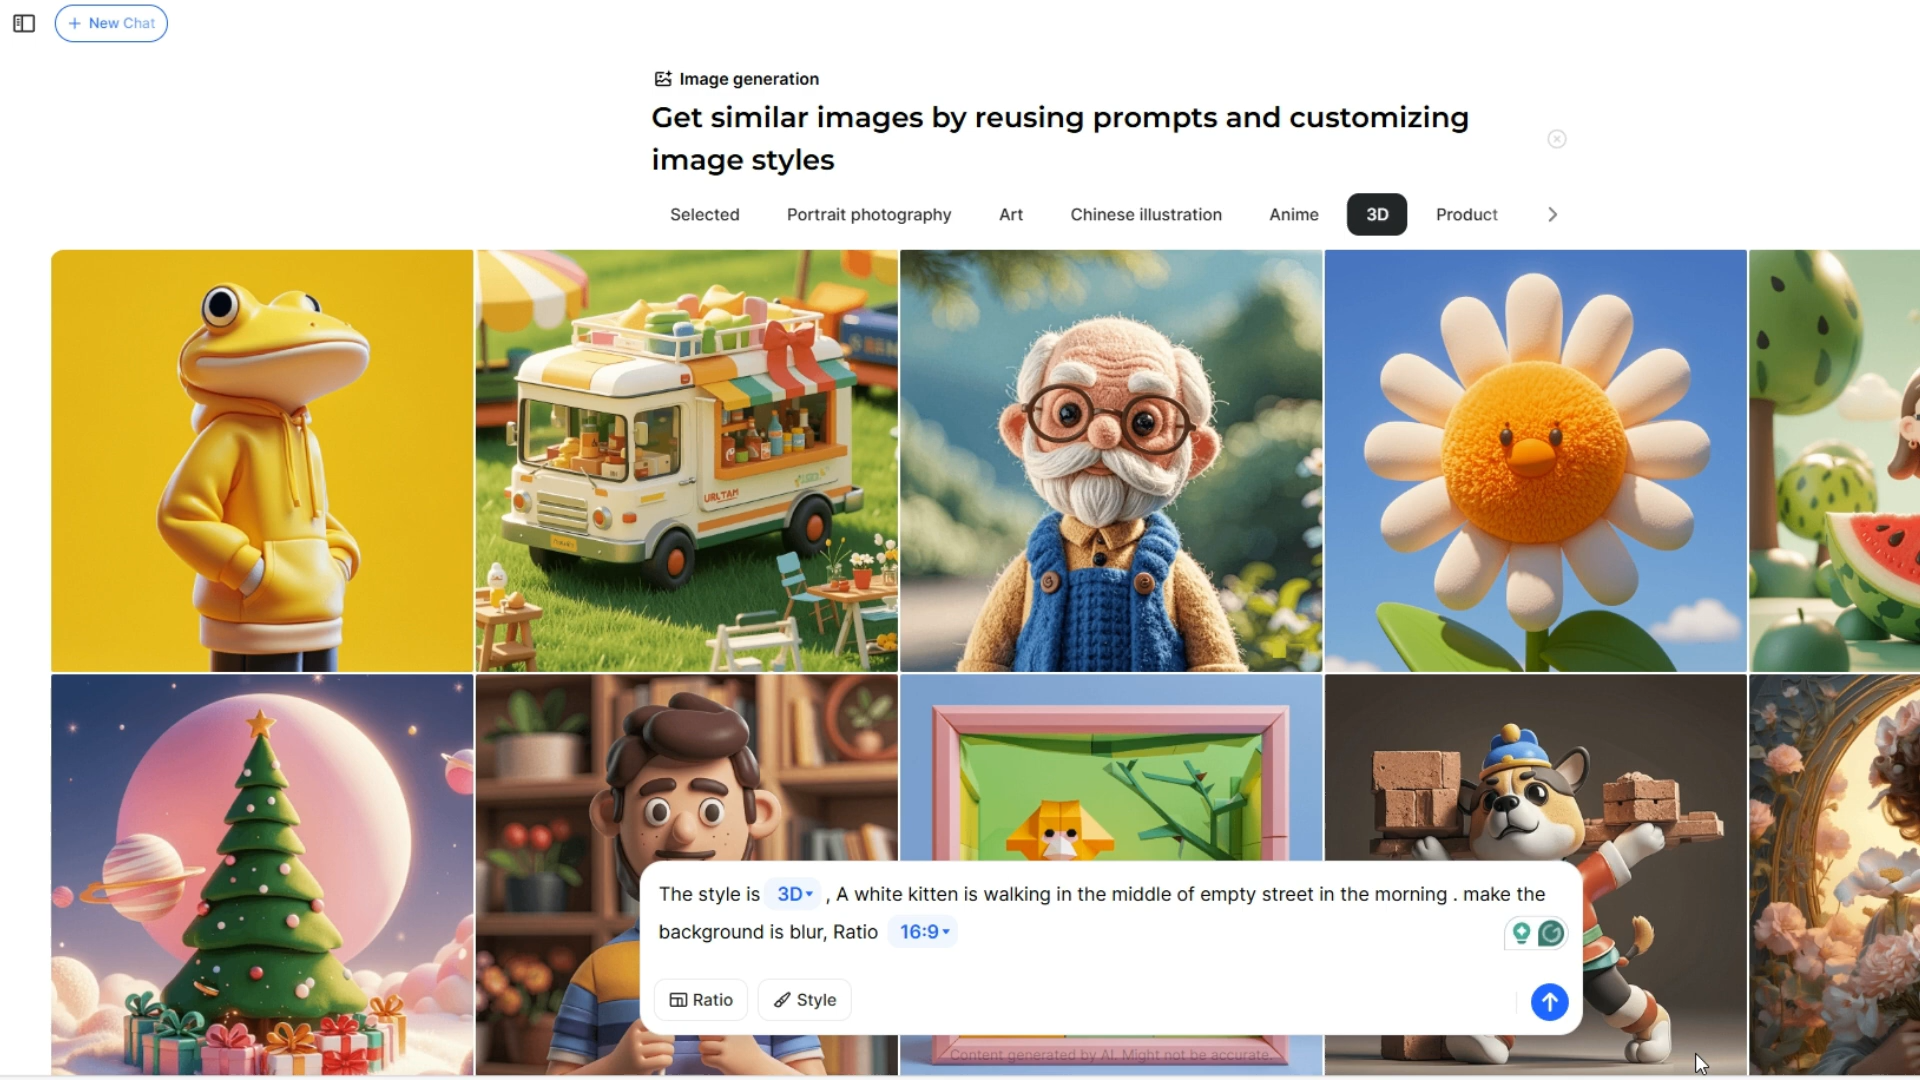 New Chat
Image generation
Get similar images by reusing prompts and customizing
image styles
Selected Portrait photography Art Chinese illustration Anime 3D Product
URLTAM
The style is 3D , A white kitten is walking in the middle of empty street in the morning . make the
background is blur, Ratio 16:9
Ratio Style
Content generated by AI. Might not be accurate.